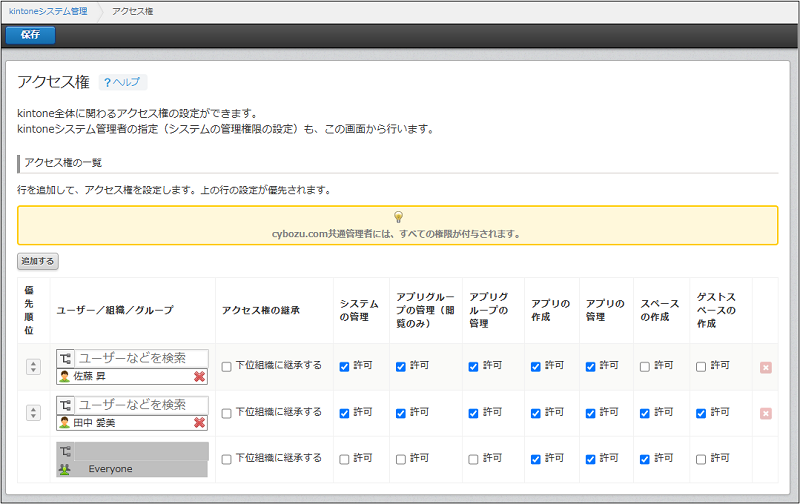 kintoneシステム管理 アクセス権
保存
アクセス権 ?ヘルプ
kintone全体に関わるアクセス権の設定ができます。
kintoneシステム管理者の指定（システムの管理権限の設定）も、この画面から行います。
アクセス権の一覧
行を追加して、アクセス権を設定します。上の行の設定が優先されます。
cybozu.com共通管理者には、すべての権限が付与されます。
追加する
優先順位 ユーザー／組織／グループ アクセス権の継承 システムの管理 アプリグループの管理（閲覧のみ） アプリグループの管理 アプリの作成 アプリの管理 スペースの作成 ゲストスペースの作成
ユーザーなどを検索
佐藤 昇 下位組織に継承する 許可 許可 許可 許可 許可 許可 許可
ユーザーなどを検索
田中 愛美 下位組織に継承する 許可 許可 許可 許可 許可 許可 許可
Everyone 下位組織に継承する 許可 許可 許可 許可 許可 許可 許可